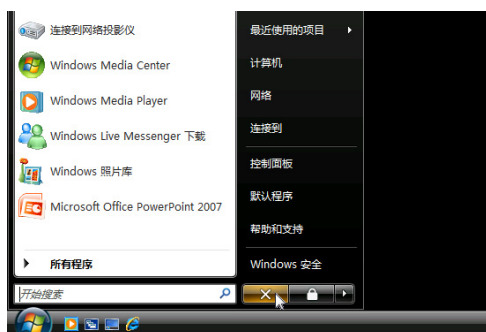 连接到网络投影仪
Windows Media Center
Windows Media Player
Windows Live Messenger 下载
Windows 照片库
Microsoft Office PowerPoint 2007
所有程序
开始搜索
最近使用的项目
计算机
网络
连接到
控制面板
默认程序
帮助和支持
Windows 安全